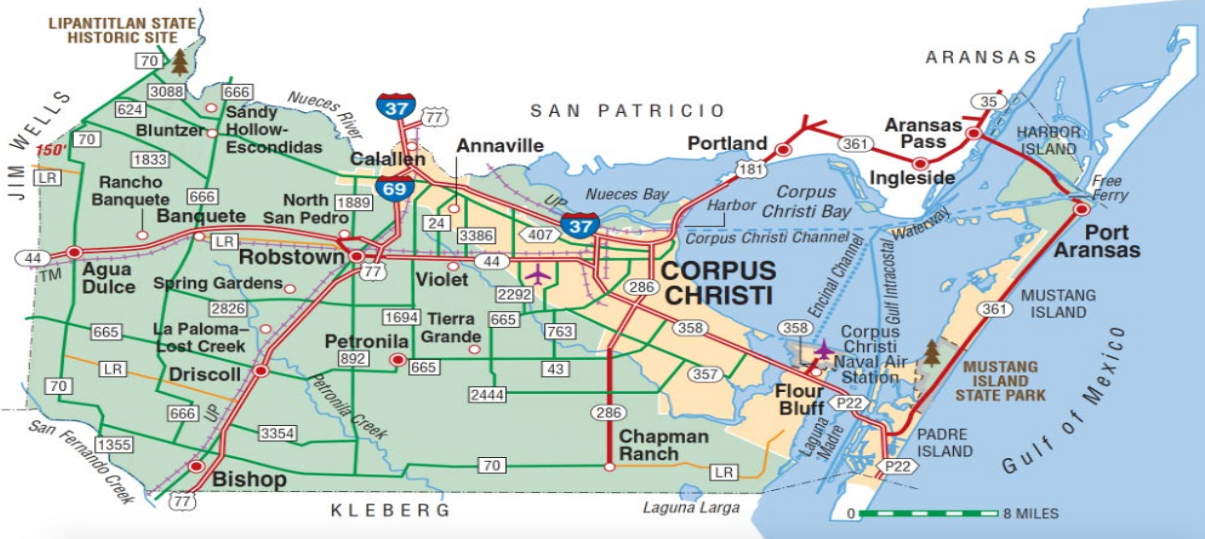 LIPANTITLAN STATE
HISTORIC SITE
ARANSAS
70
3088
666
37
77
SAN PATRICIO
35
JIM WELLS
624
Sandy
Hollow-
Escondidas
Bluntzer
Nueces
River
Aransas
Pass
HARBOR
ISLAND
70
150'
1833
Calallen
Annaville
Portland
361
Ingleside
LR
Rancho
Banquete
666
North
San Pedro
1889
69
181
UP
Nueces Bay
Corpus
Christi Bay
Free
Ferry
Banquete
24
3386
407
37
Harbor
Corpus Christi Channel
Waterway
Port
Aransas
44
TM
LR
Robstown
77
44
Agua
Dulce
Violet
CORPUS
CHRISTI
Encinal Channel
Gulf Intracostal
Spring Gardens
2292
286
361
MUSTANG
ISLAND
2826
665
La Paloma–
Lost Creek
1694
Tierra
Grande
665
763
358
358
Corpus
Christi
Naval Air
Station
Petronila
892
665
43
357
MUSTANG
ISLAND
STATE PARK
LR
Driscoll
Flour
Bluff
P22
70
666
UP
Petronila Creek
2444
286
Gulf of Mexico
San Fernando
Creek
1355
3354
Chapman
Ranch
Laguna
Madre
PADRE
ISLAND
Bishop
70
LR
P22
77
KLEBERG
Laguna Larga
0
8 MILES